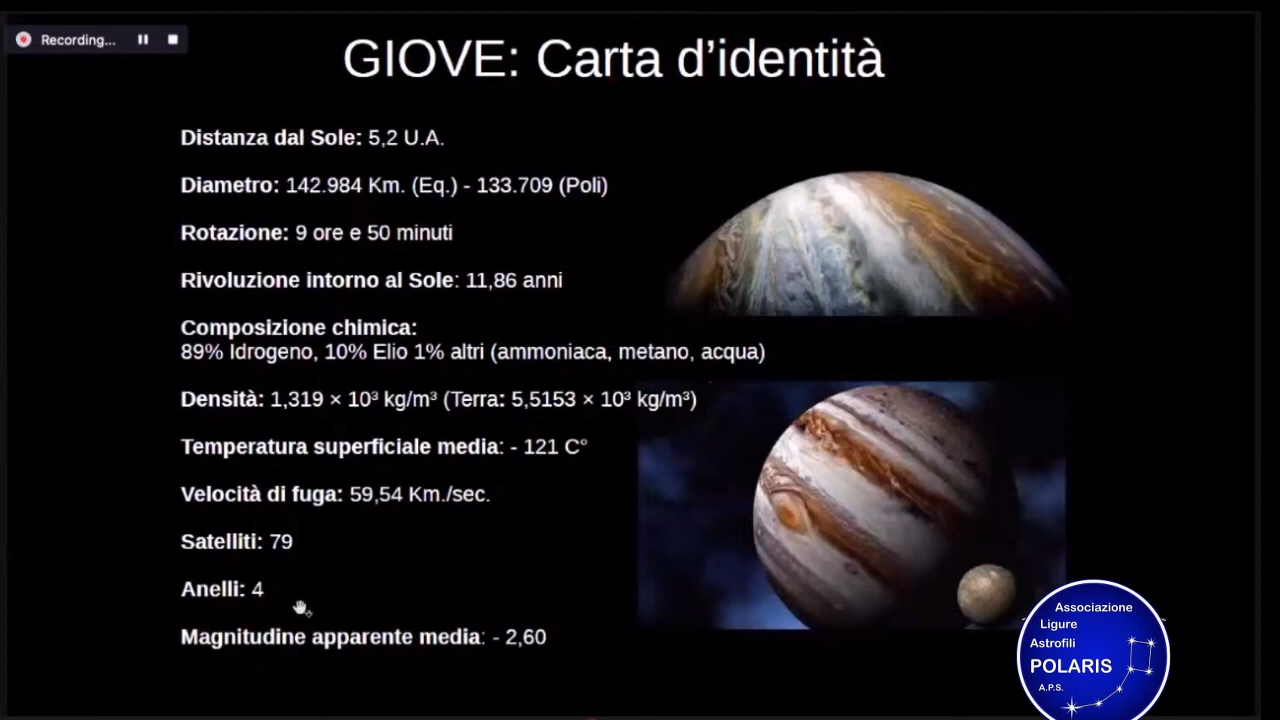 Recording...
GIOVE: Carta d’identità
Distanza dal Sole: 5,2 U.A.
Diametro: 142.984 Km. (Eq.) - 133.709 (Poli)
Rotazione: 9 ore e 50 minuti
Rivoluzione intorno al Sole: 11,86 anni
Composizione chimica:
89% Idrogeno, 10% Elio 1% altri (ammoniaca, metano, acqua)
Densità: 1,319 × 10³ kg/m³ (Terra: 5,5153 × 10³ kg/m³)
Temperatura superficiale media: - 121 C°
Velocità di fuga: 59,54 Km./sec.
Satelliti: 79
Anelli: 4
Magnitudine apparente media: - 2,60
Associazione
Ligure
Astrofili
POLARIS
A.P.S.